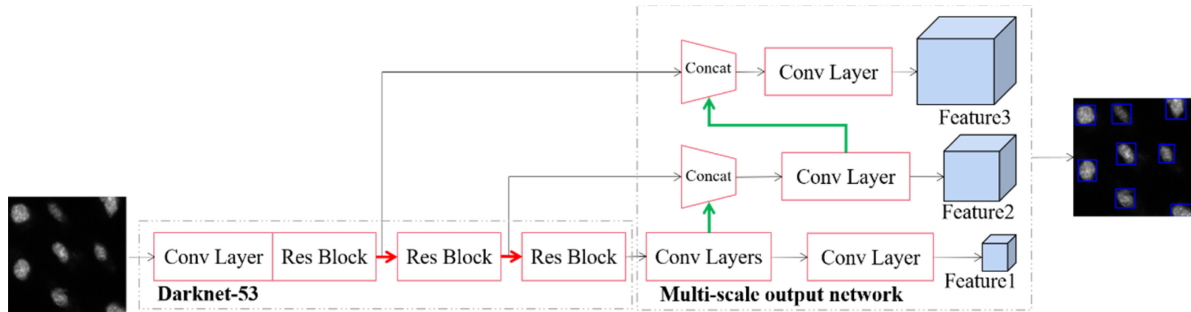 Concat
Conv Layer
Feature3
Concat
Conv Layer
Feature2
Conv Layer
Res Block
Res Block
Res Block
Conv Layers
Conv Layer
Feature1
Darknet-53
Multi-scale output network